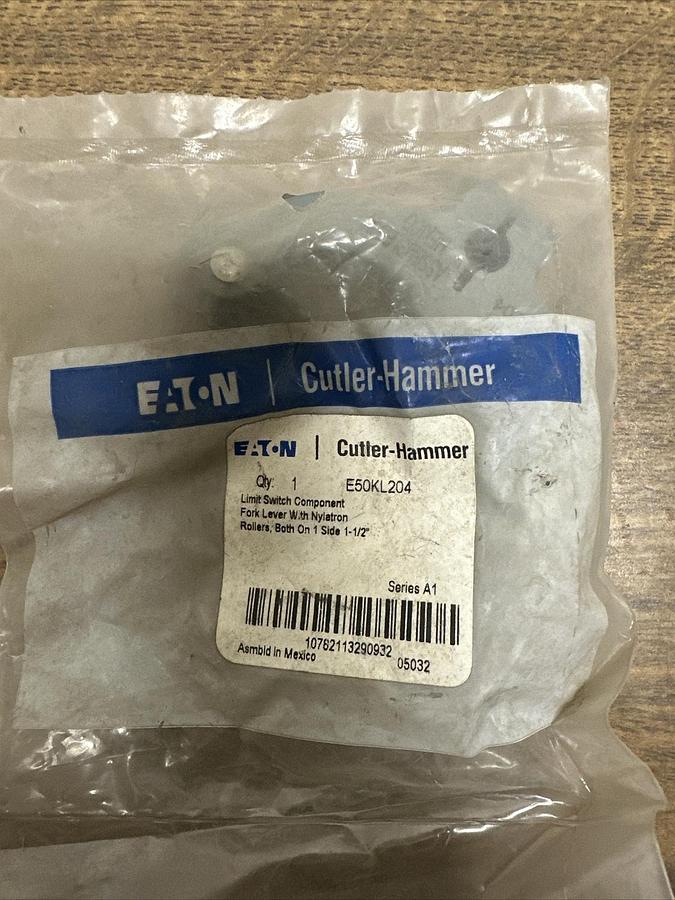 EATON | Cutler-Hammer
EATON | Cutler-Hammer
Qty: 1 E50KL204
Limit Switch Component
Fork Lever With Nylatron
Rollers, Both On 1 Side 1-1/2"
Series A1
10782113290932
Asmbld in Mexico 05032